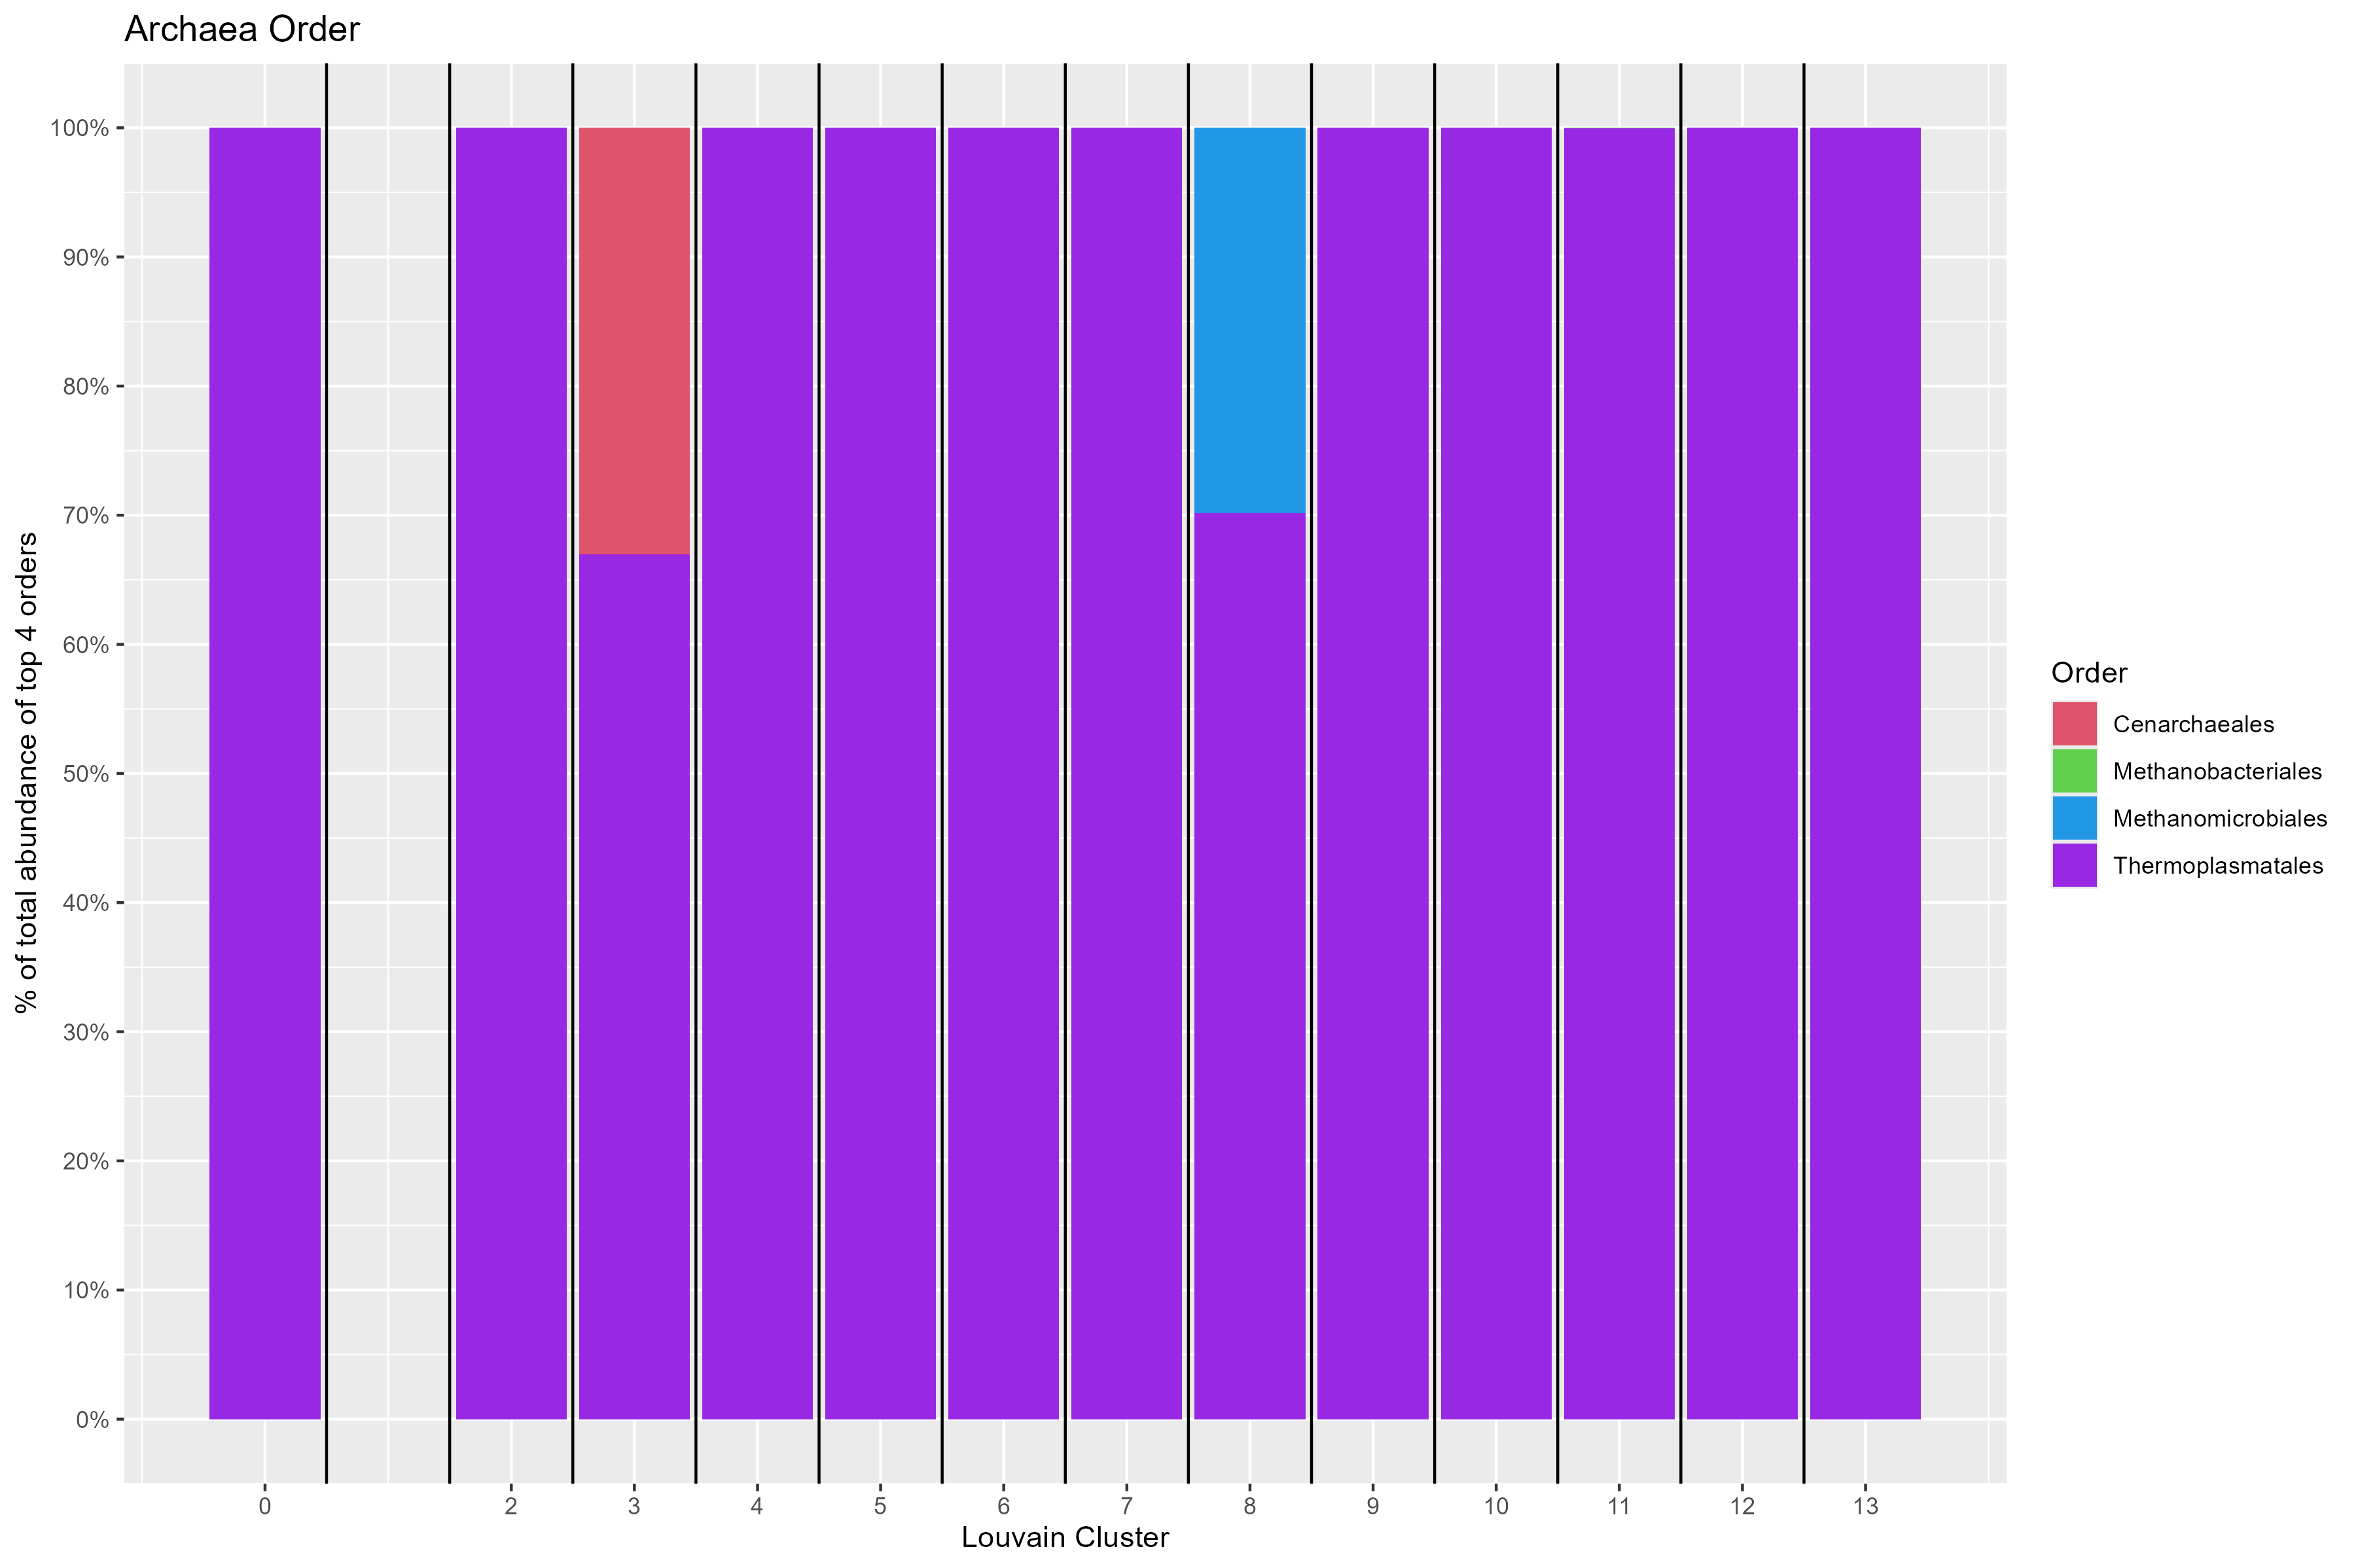 Archaea Order
% of total abundance of top 4 orders
100%
90%
80%
70%
60%
50%
40%
30%
20%
10%
0%
0 2 3 4 5 6 7 8 9 10 11 12 13
Louvain Cluster
Order
Cenarchaeales
Methanobacteriales
Methanomicrobiales
Thermoplasmatales